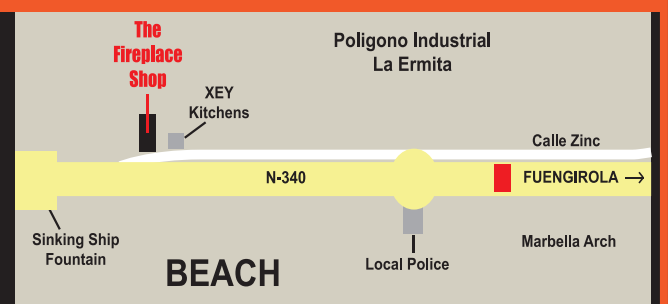 The
Fireplace
Shop
Poligono Industrial
La Ermita
XEY
Kitchens
Calle Zinc
N-340
FUENGIROLA
Sinking Ship
Fountain
BEACH
Local Police
Marbella Arch